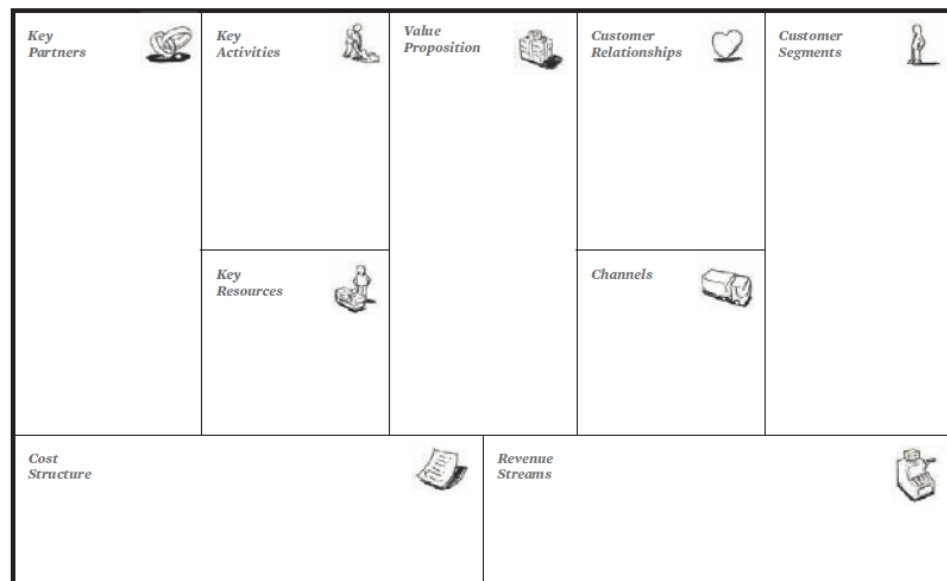 Key
Partners
Key
Activities
Value
Proposition
Customer
Relationships
Customer
Segments
Key
Resources
Channels
Cost
Structure
Revenue
Streams